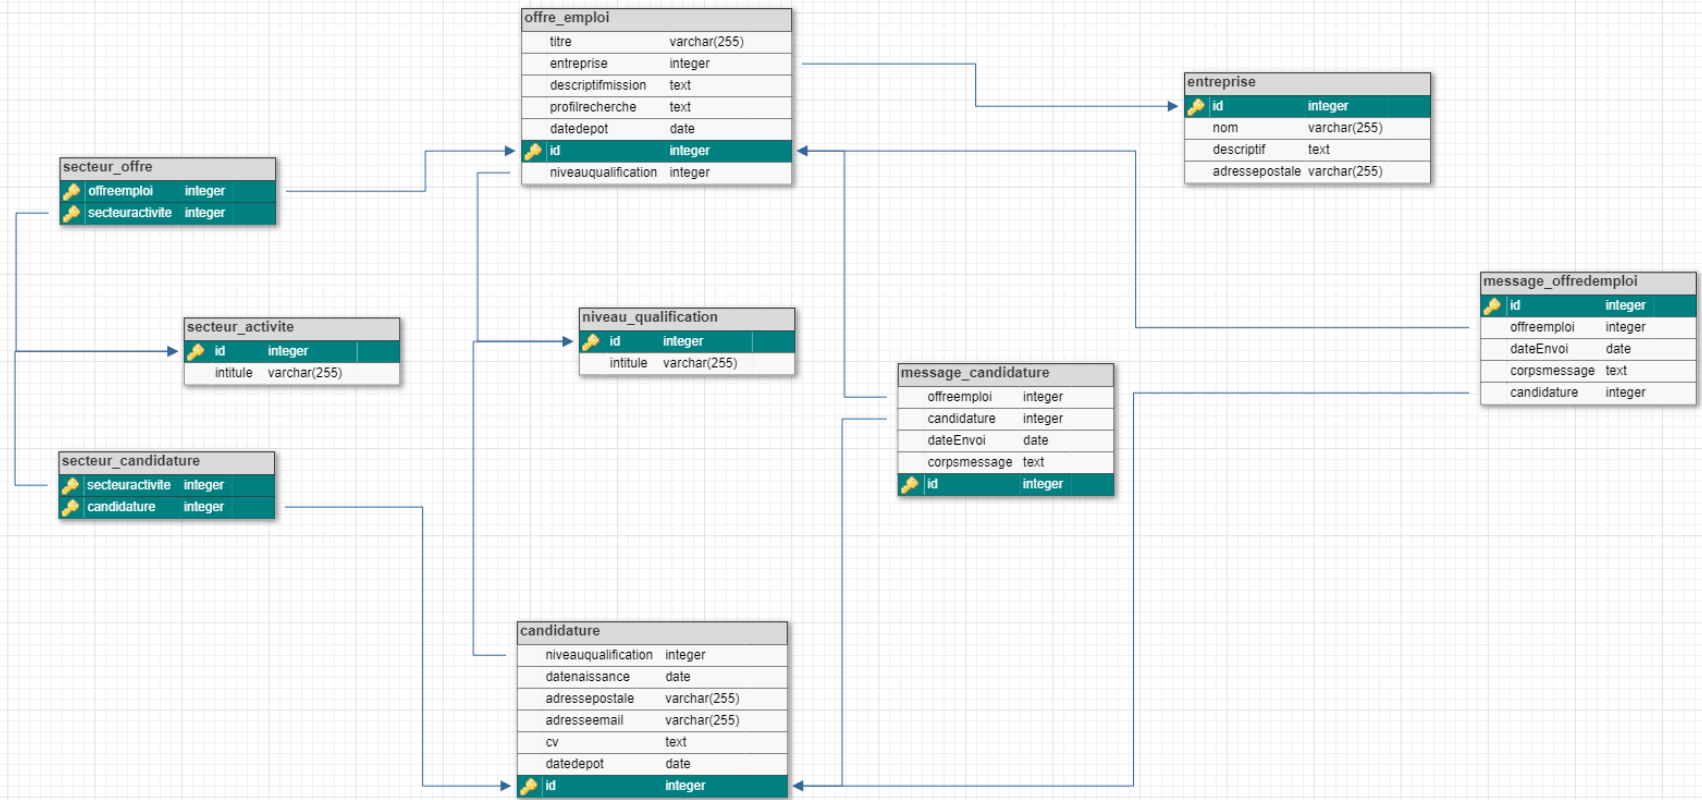 offre_emploi
titre varchar(255)
entreprise integer
descriptifmission text
profilrecherche text
datedepot date
id integer
niveauqualification integer
entreprise
id integer
nom varchar(255)
descriptif text
adressepostale varchar(255)
secteur_offre
offreemploi integer
secteuractivite integer
message_offredemploi
id integer
offreemploi integer
dateEnvoi date
corpsmessage text
candidature integer
secteur_activite
id integer
intitule varchar(255)
niveau_qualification
id integer
intitule varchar(255)
message_candidature
offreemploi integer
candidature integer
dateEnvoi date
corpsmessage text
id integer
secteur_candidature
secteuractivite integer
candidature integer
candidature
niveauqualification integer
datenaissance date
adressepostale varchar(255)
adresseemail varchar(255)
cv text
datedepot date
id integer